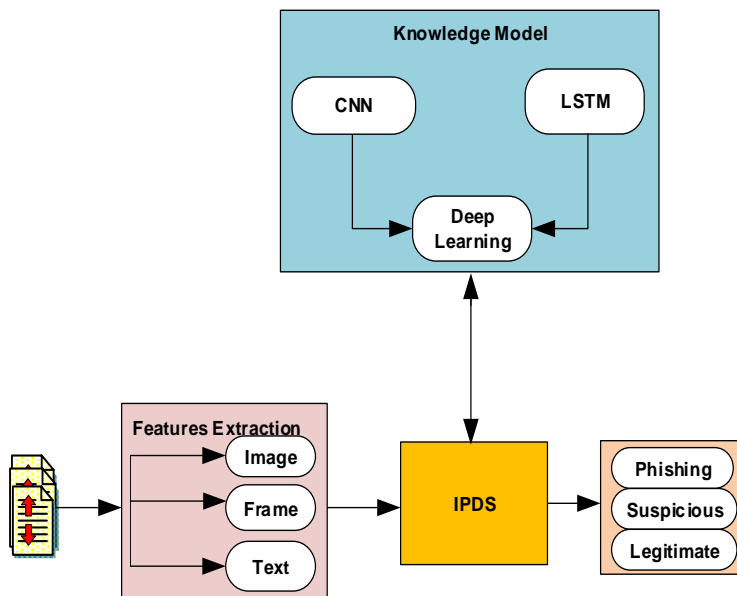 Knowledge Model
CNN
LSTM
Deep
Learning
Features Extraction
Image
Frame
Text
IPDS
Phishing
Suspicious
Legitimate